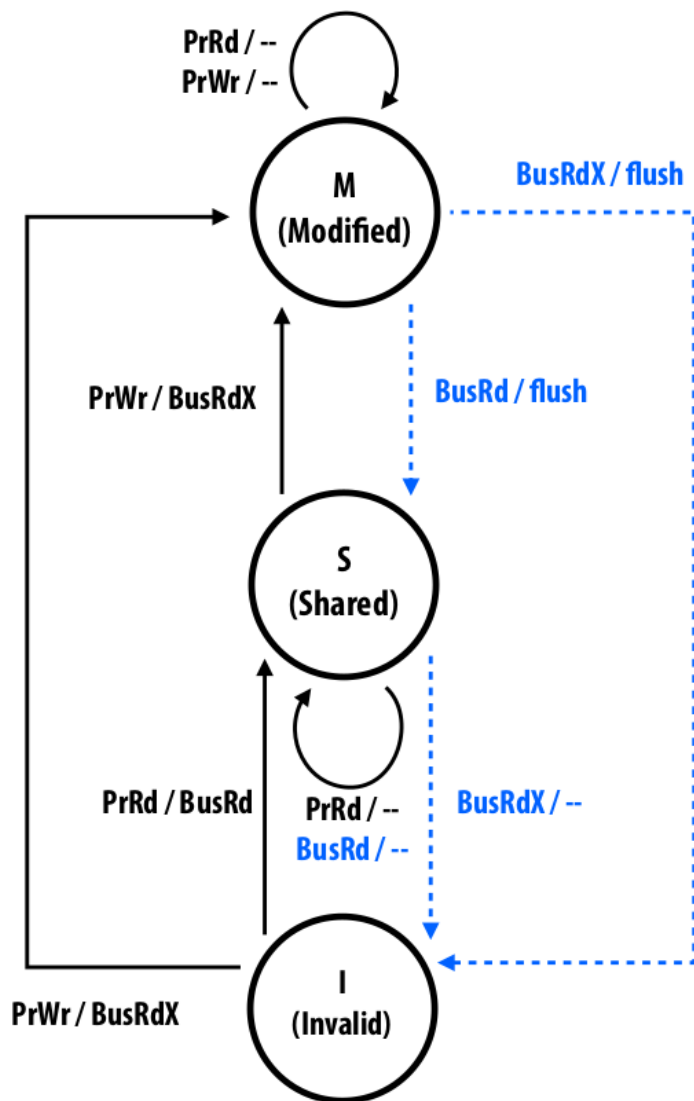 PrRd / --
PrWr / --
M
(Modified)
BusRdX / flush
PrWr / BusRdX
BusRd / flush
S
(Shared)
PrRd / BusRd
PrRd / --
BusRd / --
BusRdX / --
I
(Invalid)
PrWr / BusRdX